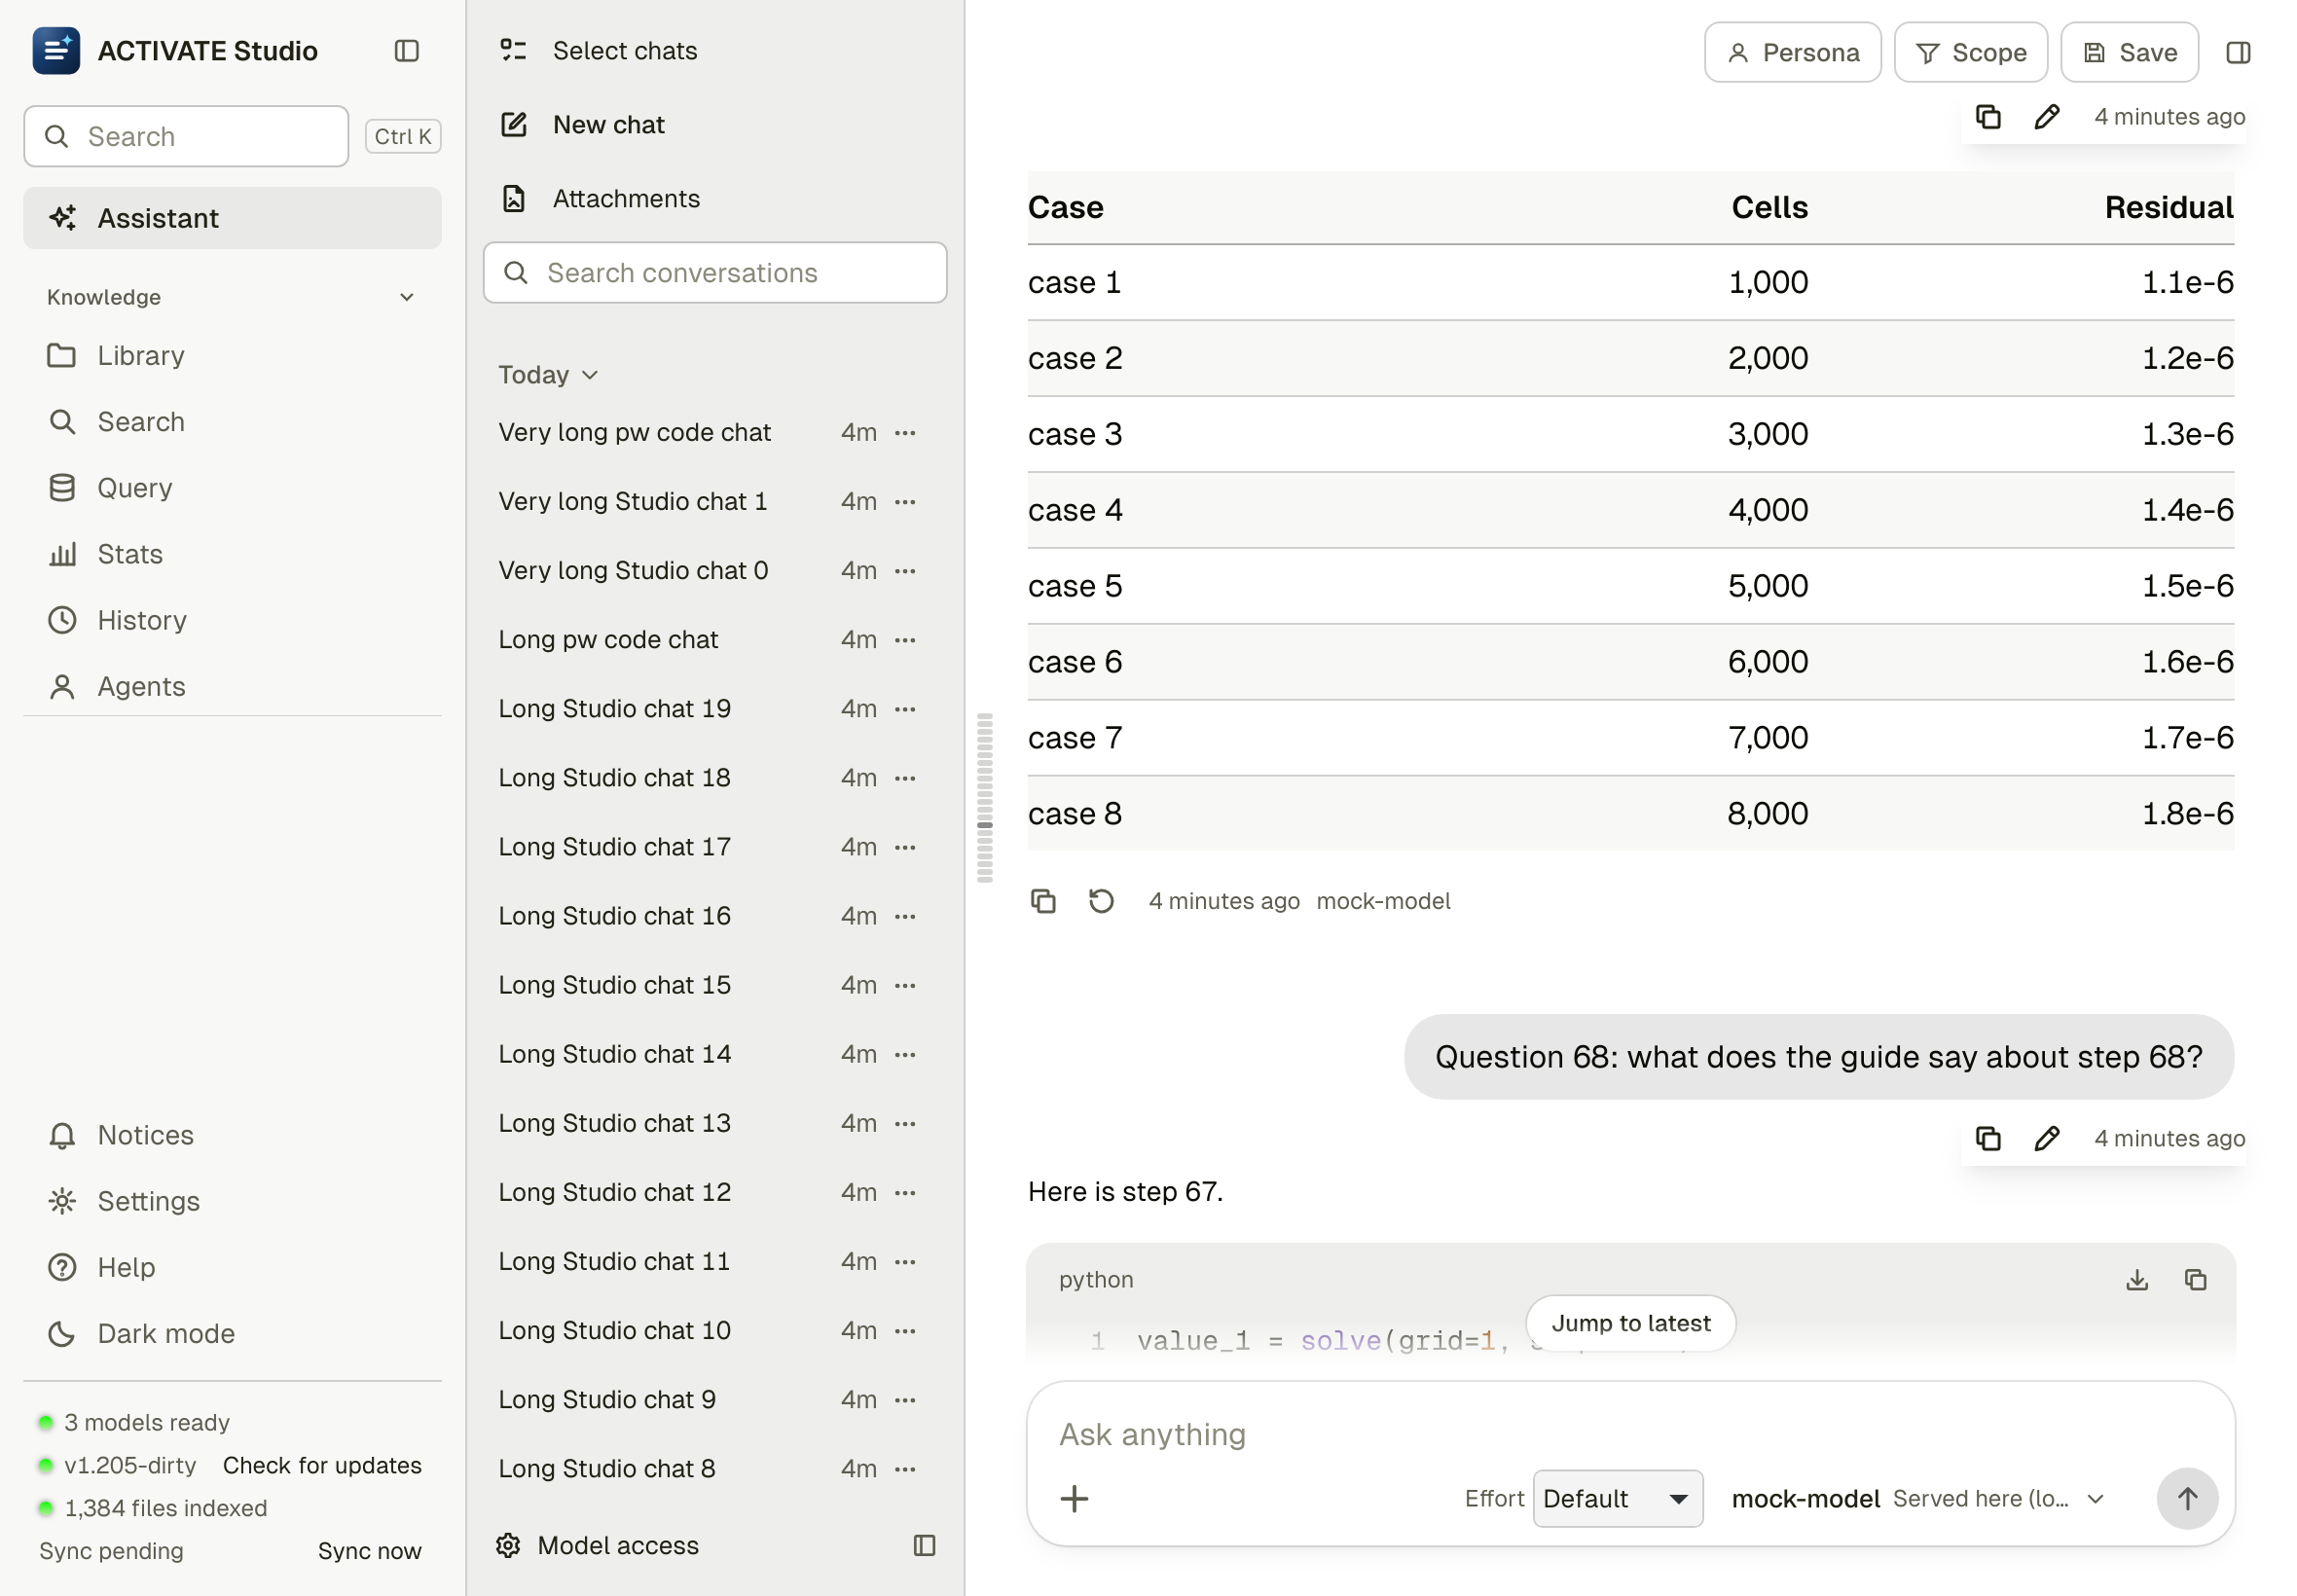 ACTIVATE Studio
Search
Ctrl K
Assistant
Knowledge
Library
Search
Query
Stats
History
Agents
Notices
Settings
Help
Dark mode
3 models ready
v1.205-dirty Check for updates
1,384 files indexed
Sync pending Sync now
Select chats
New chat
Attachments
Search conversations
Today
Very long pw code chat 4m
Very long Studio chat 1 4m
Very long Studio chat 0 4m
Long pw code chat 4m
Long Studio chat 19 4m
Long Studio chat 18 4m
Long Studio chat 17 4m
Long Studio chat 16 4m
Long Studio chat 15 4m
Long Studio chat 14 4m
Long Studio chat 13 4m
Long Studio chat 12 4m
Long Studio chat 11 4m
Long Studio chat 10 4m
Long Studio chat 9 4m
Long Studio chat 8 4m
Model access
Persona Scope Save
4 minutes ago
Case Cells Residual
case 1 1,000 1.1e-6
case 2 2,000 1.2e-6
case 3 3,000 1.3e-6
case 4 4,000 1.4e-6
case 5 5,000 1.5e-6
case 6 6,000 1.6e-6
case 7 7,000 1.7e-6
case 8 8,000 1.8e-6
4 minutes ago mock-model
Question 68: what does the guide say about step 68?
4 minutes ago
Here is step 67.
python
1 value_1 = solve(grid=1,
Jump to latest
Ask anything
Effort Default mock-model Served here (lo...